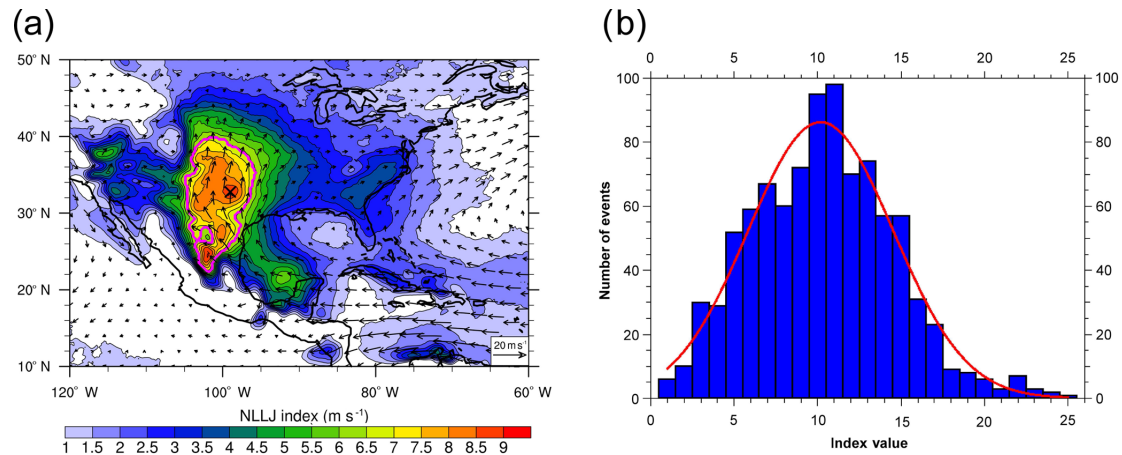 (a)
50° N
40° N
30° N
20° N
10° N
20 m s⁻¹
120° W
100° W
80° W
60° W
NLLJ index (m s⁻¹)
1 1.5 2 2.5 3 3.5 4 4.5 5 5.5 6 6.5 7 7.5 8 8.5 9
(b)
0 5 10 15 20 25
100 100
80 80
60 60
40 40
20 20
0 0
Number of events
0 5 10 15 20 25
Index value